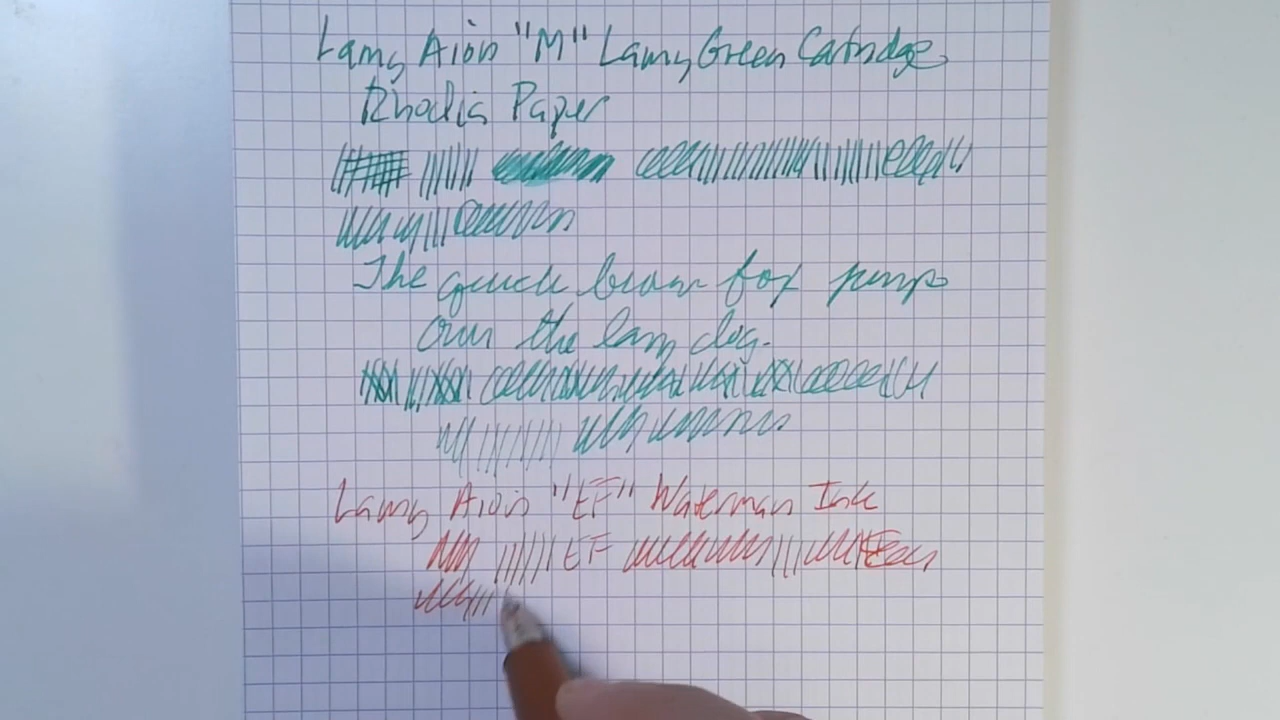 Lamy Aion "M" Lamy Green Cartridge
Rhodia Paper
The quick brown fox jumps
Over the lazy dog.
Lamy Aion "EF" Waterman Ink
EF